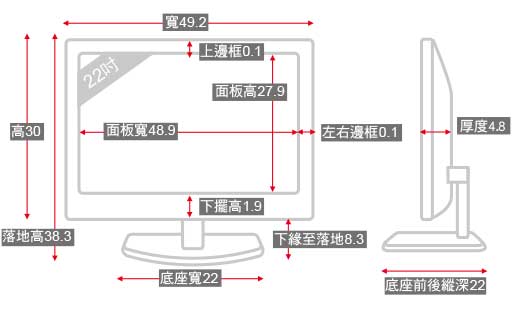 寬49.2
上邊框0.1
22吋
面板高27.9
高30
面板寬48.9
左右邊框0.1
厚度4.8
下擺高1.9
落地高38.3
下緣至落地8.3
底座寬22
底座前後縱深22